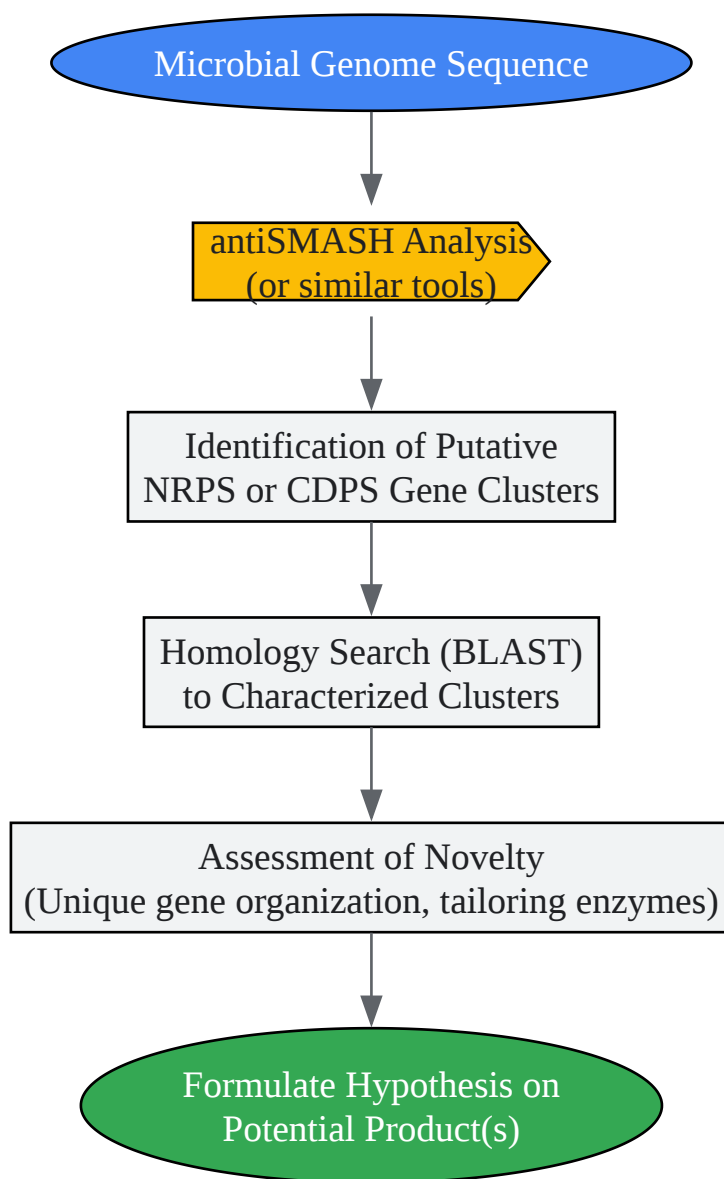 Microbial Genome Sequence
antiSMASH Analysis
(or similar tools)
Identification of Putative
NRPS or CDPS Gene Clusters
Homology Search (BLAST)
to Characterized Clusters
Assessment of Novelty
(Unique gene organization, tailoring enzymes)
Formulate Hypothesis on
Potential Product(s)